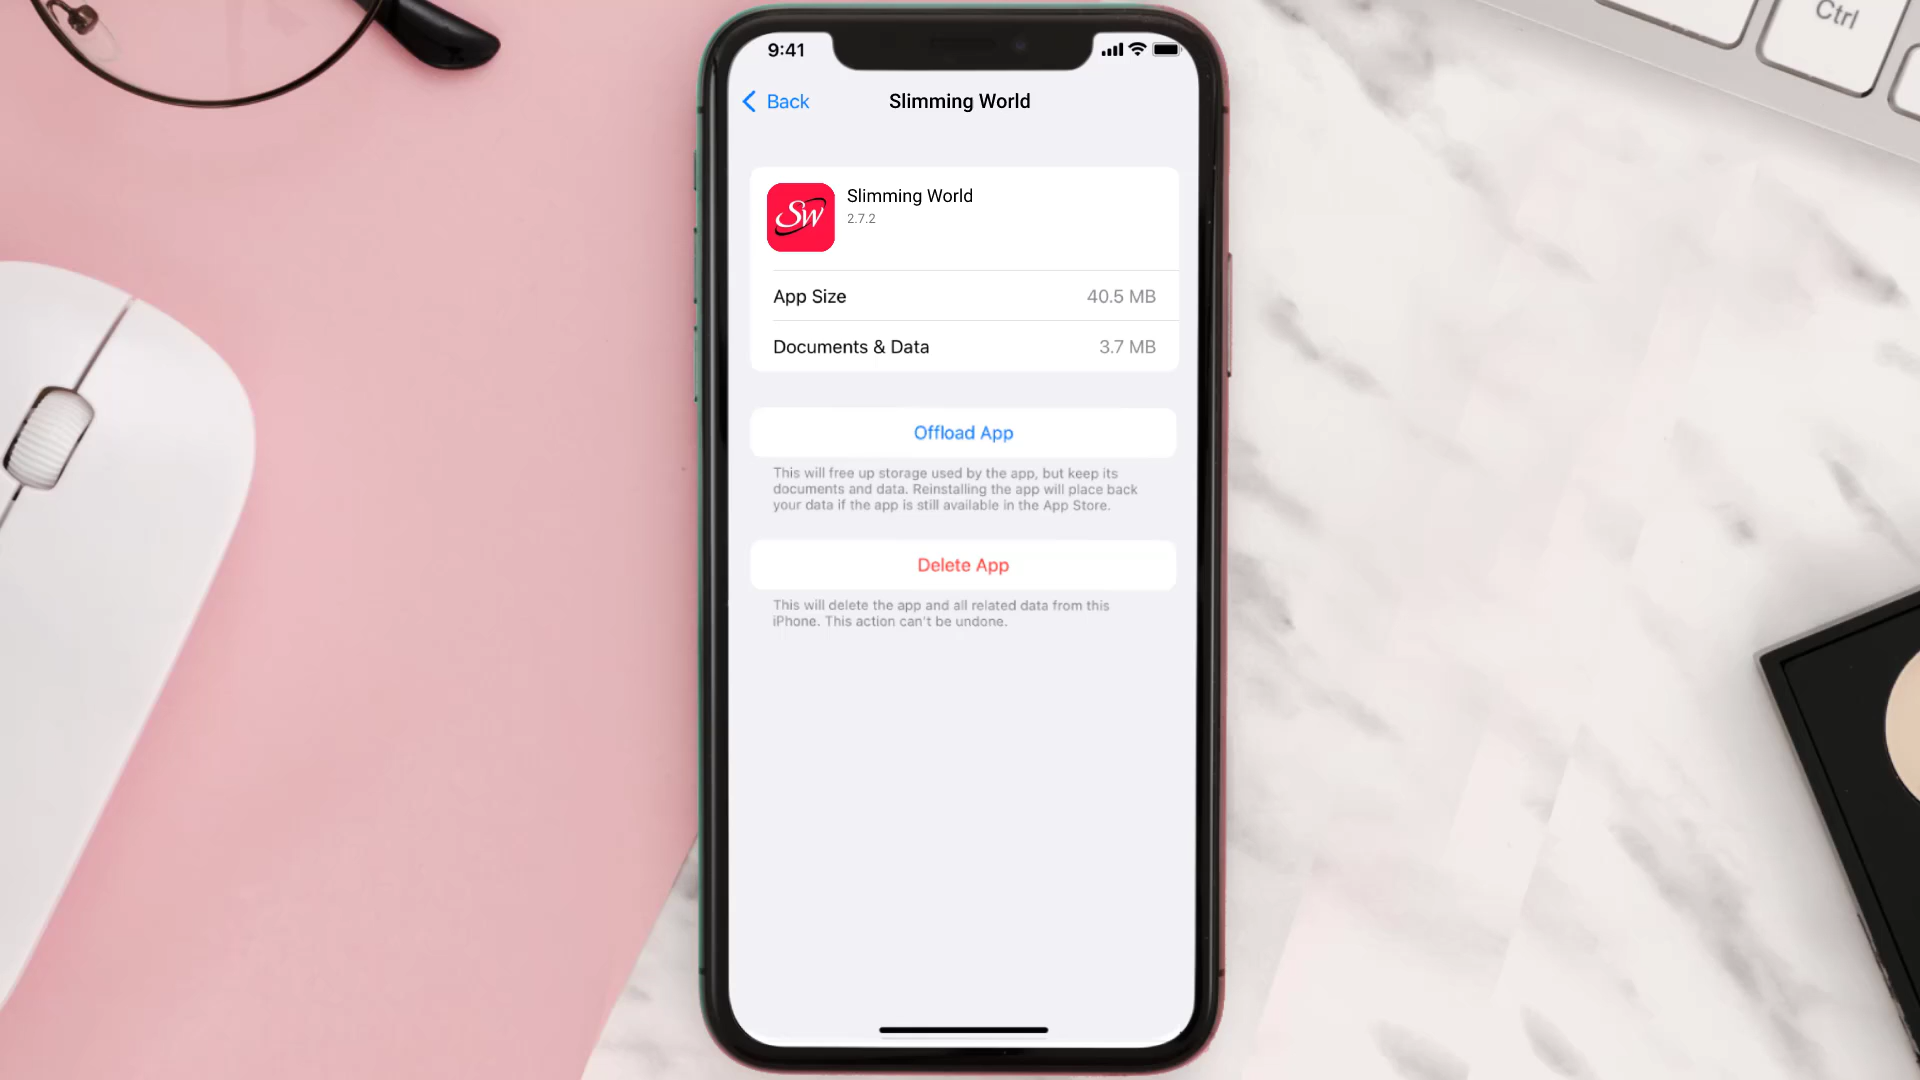 Ctrl
9:41
Back
Slimming World
SW
Slimming World
2.7.2
App Size 40.5 MB
Documents & Data 3.7 MB
Offload App
This will free up storage used by the app, but keep its
documents and data. Reinstalling the app will place back
your data if the app is still available in the App Store.
Delete App
This will delete the app and all related data from this
iPhone. This action can't be undone.